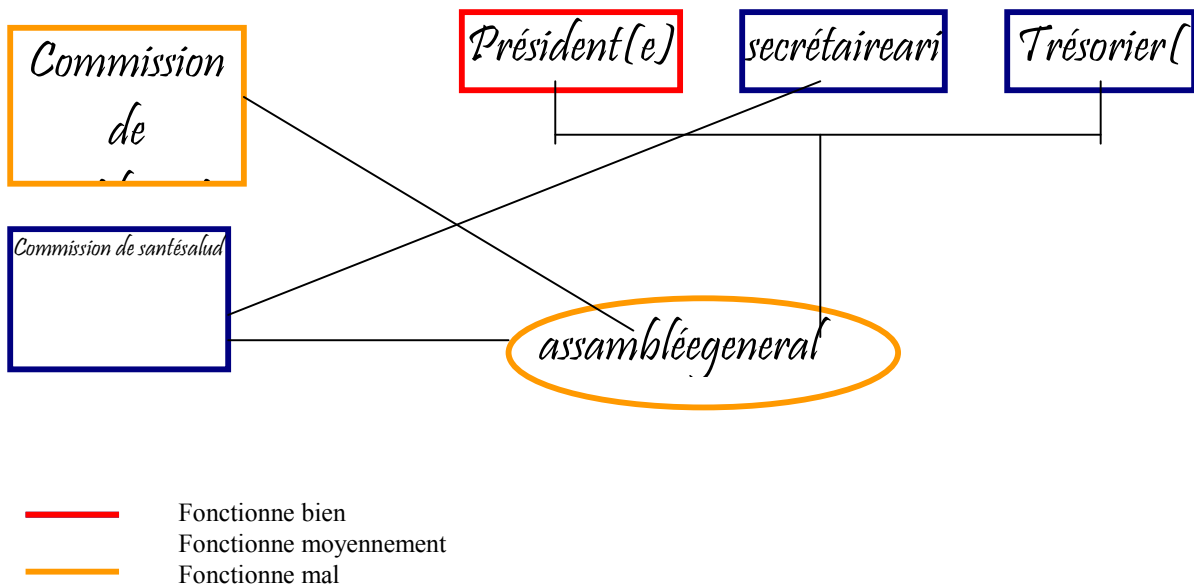 Commission
de
Président(e)
secrétaireari
Trésorier(
Commission de santésalud
assambléegeneral
Fonctionne bien
Fonctionne moyennement
Fonctionne mal